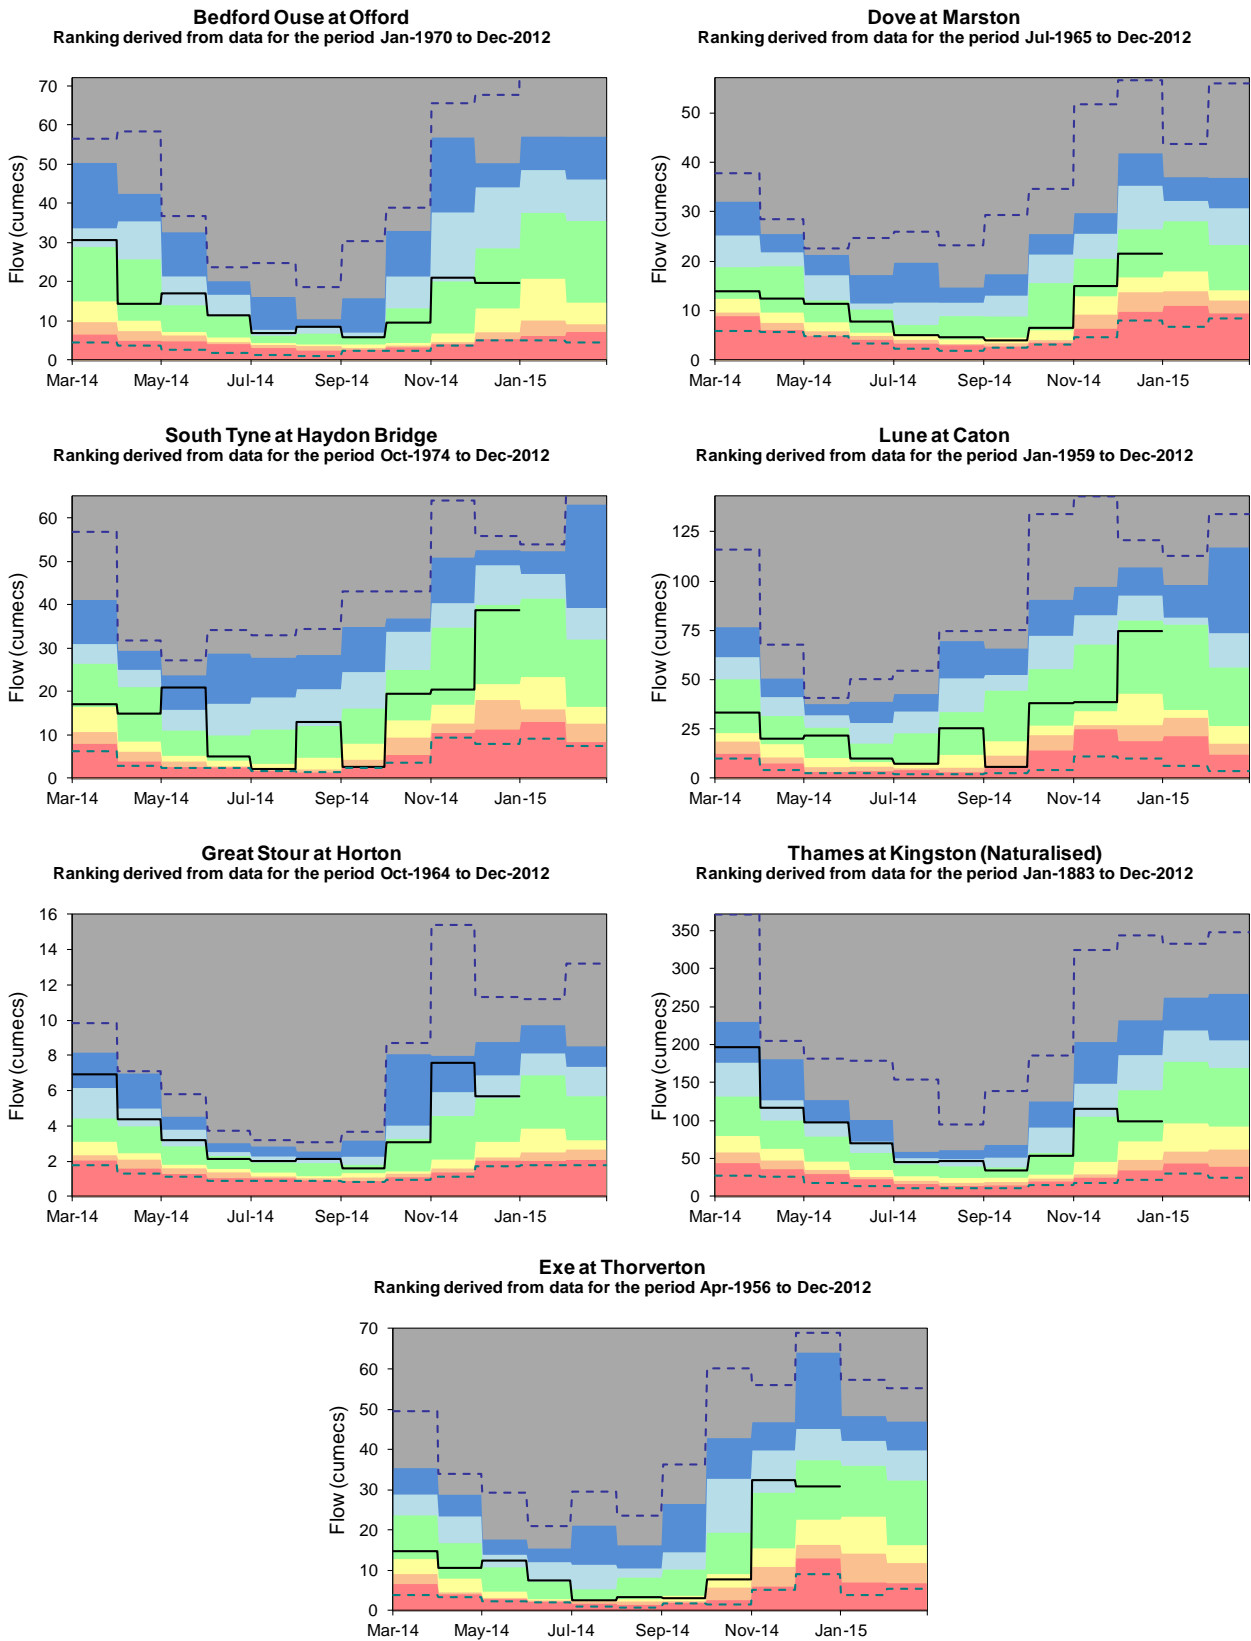 Bedford Ouse at Offord
Ranking derived from data for the period Jan-1970 to Dec-2012
Flow (cumecs)
70
60
50
40
30
20
10
0
Mar-14 May-14 Jul-14 Sep-14 Nov-14 Jan-15
Dove at Marston
Ranking derived from data for the period Jul-1965 to Dec-2012
Flow (cumecs)
50
40
30
20
10
0
Mar-14 May-14 Jul-14 Sep-14 Nov-14 Jan-15
South Tyne at Haydon Bridge
Ranking derived from data for the period Oct-1974 to Dec-2012
Flow (cumecs)
60
50
40
30
20
10
0
Mar-14 May-14 Jul-14 Sep-14 Nov-14 Jan-15
Lune at Caton
Ranking derived from data for the period Jan-1959 to Dec-2012
Flow (cumecs)
125
100
75
50
25
0
Mar-14 May-14 Jul-14 Sep-14 Nov-14 Jan-15
Great Stour at Horton
Ranking derived from data for the period Oct-1964 to Dec-2012
Flow (cumecs)
16
14
12
10
8
6
4
2
0
Mar-14 May-14 Jul-14 Sep-14 Nov-14 Jan-15
Thames at Kingston (Naturalised)
Ranking derived from data for the period Jan-1883 to Dec-2012
Flow (cumecs)
350
300
250
200
150
100
50
0
Mar-14 May-14 Jul-14 Sep-14 Nov-14 Jan-15
Exe at Thorverton
Ranking derived from data for the period Apr-1956 to Dec-2012
Flow (cumecs)
70
60
50
40
30
20
10
0
Mar-14 May-14 Jul-14 Sep-14 Nov-14 Jan-15